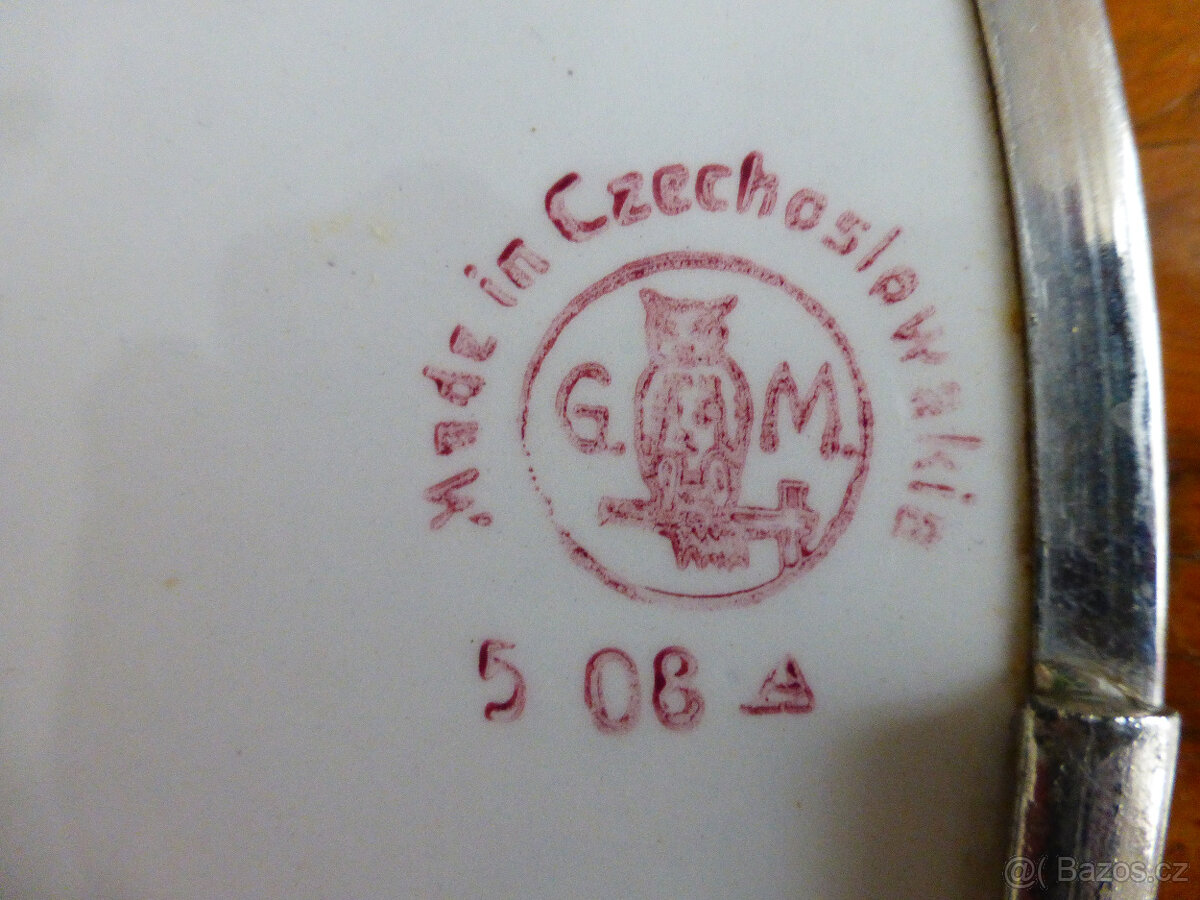 Made in Czechoslowakia
G. M.
5 08
Bazos.cz